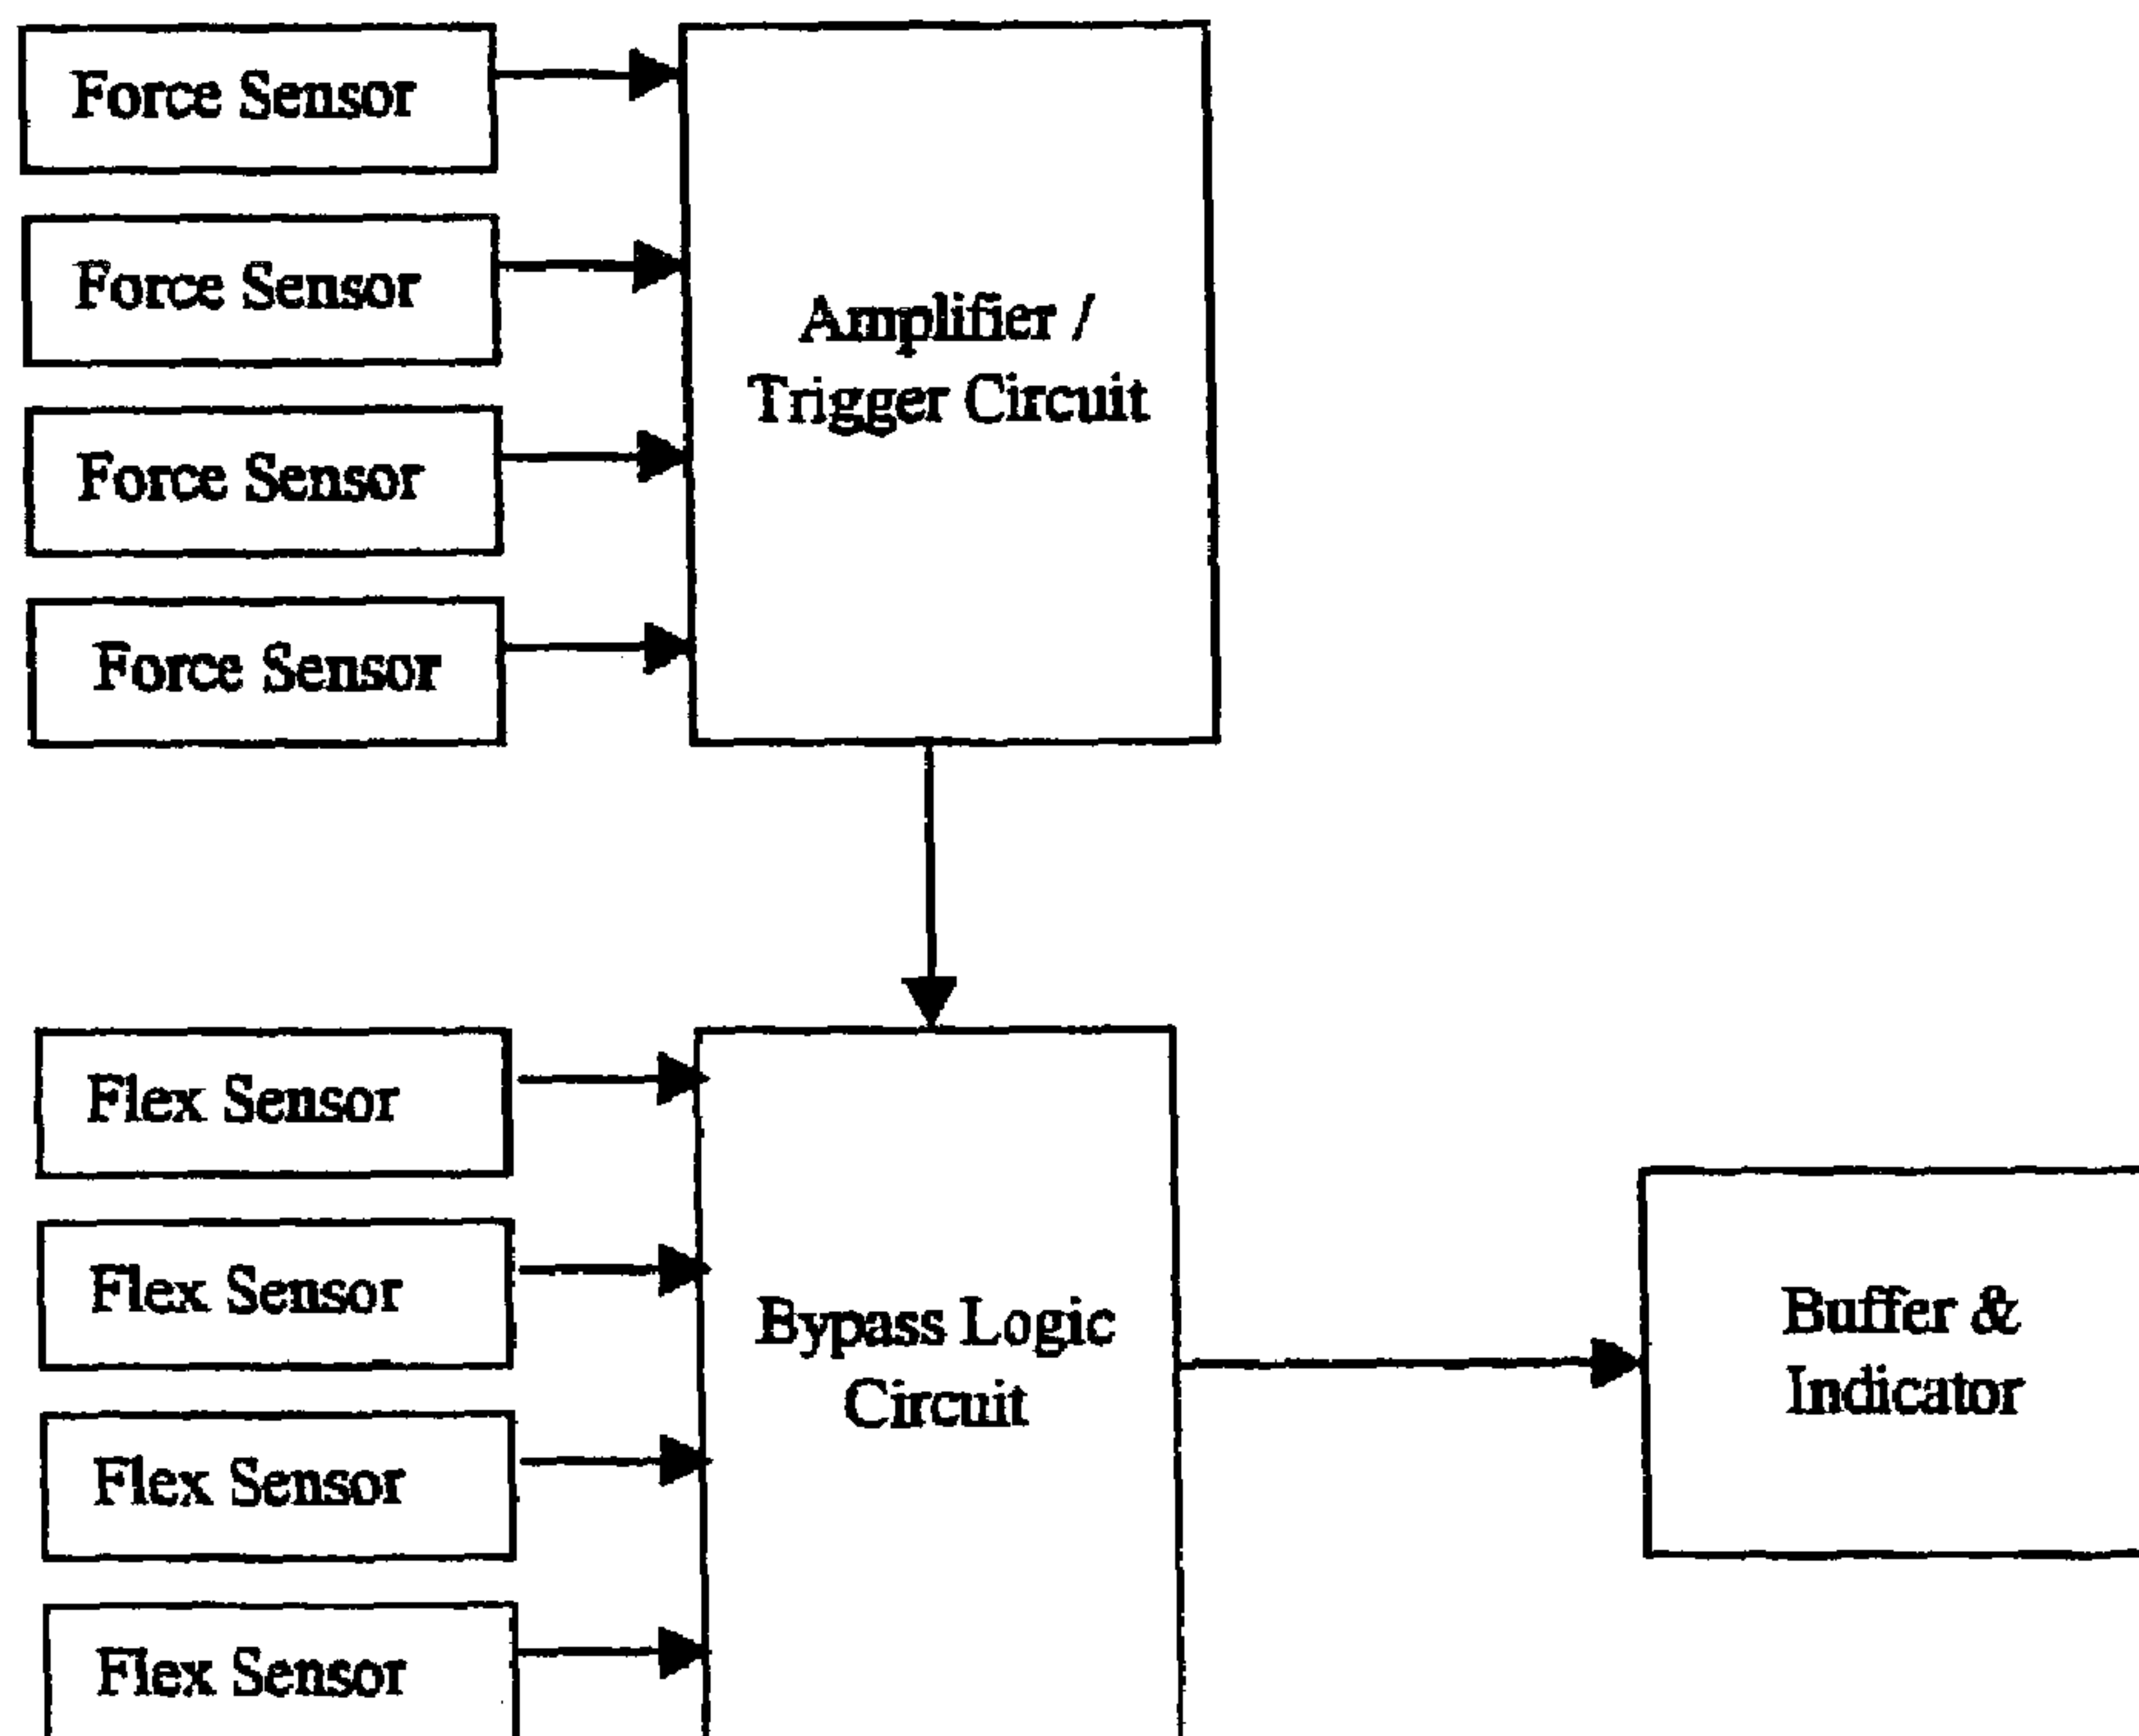 Force Sensor
Force Sensor
Force Sensor
Force Sensor
Amplifier /
Trigger Circuit
Flex Sensor
Flex Sensor
Flex Sensor
Flex Sensor
Bypass Logic
Circuit
Buffer &
Indicator